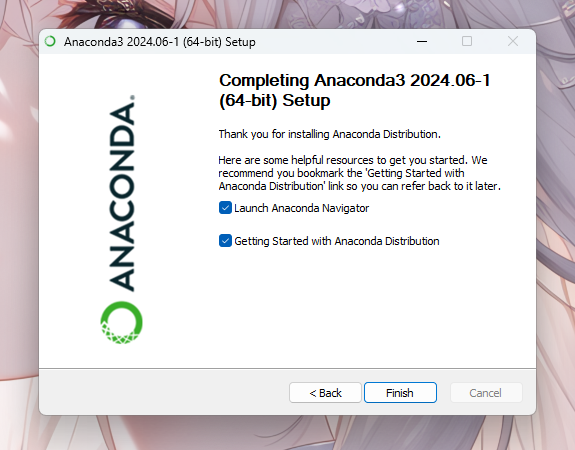 Anaconda3 2024.06-1 (64-bit) Setup
Completing Anaconda3 2024.06-1
(64-bit) Setup
Thank you for installing Anaconda Distribution.
Here are some helpful resources to get you started. We
recommend you bookmark the 'Getting Started with
Anaconda Distribution' link so you can refer back to it later.
Launch Anaconda Navigator
Getting Started with Anaconda Distribution
ANACONDA.
< Back
Finish
Cancel